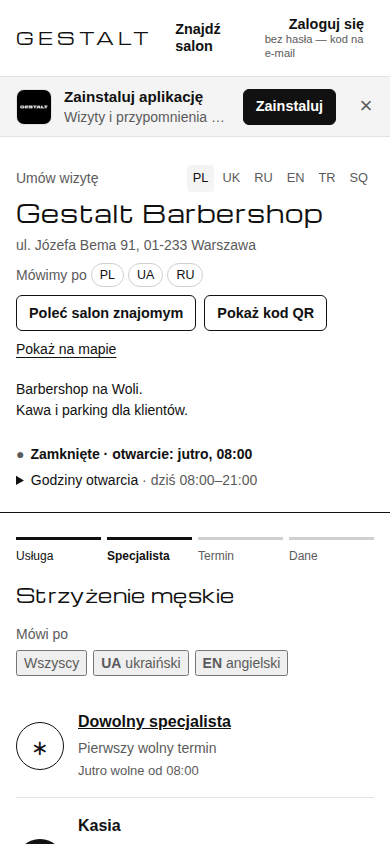 GESTALT
Znajdź salon
Zaloguj się
bez hasła — kod na e-mail
GESTALT
Zainstaluj aplikację
Wizyty i przypomnienia …
Zainstaluj
×
Umów wizytę
PL UK RU EN TR SQ
Gestalt Barbershop
ul. Józefa Bema 91, 01-233 Warszawa
Mówimy po PL UA RU
Poleć salon znajomym
Pokaż kod QR
Pokaż na mapie
Barbershop na Woli.
Kawa i parking dla klientów.
● Zamknięte · otwarcie: jutro, 08:00
▶ Godziny otwarcia · dziś 08:00–21:00
Usługa Specjalista Termin Dane
Strzyżenie męskie
Mówi po
Wszyscy UA ukraiński EN angielski
Dowolny specjalista
Pierwszy wolny termin
Jutro wolne od 08:00
Kasia